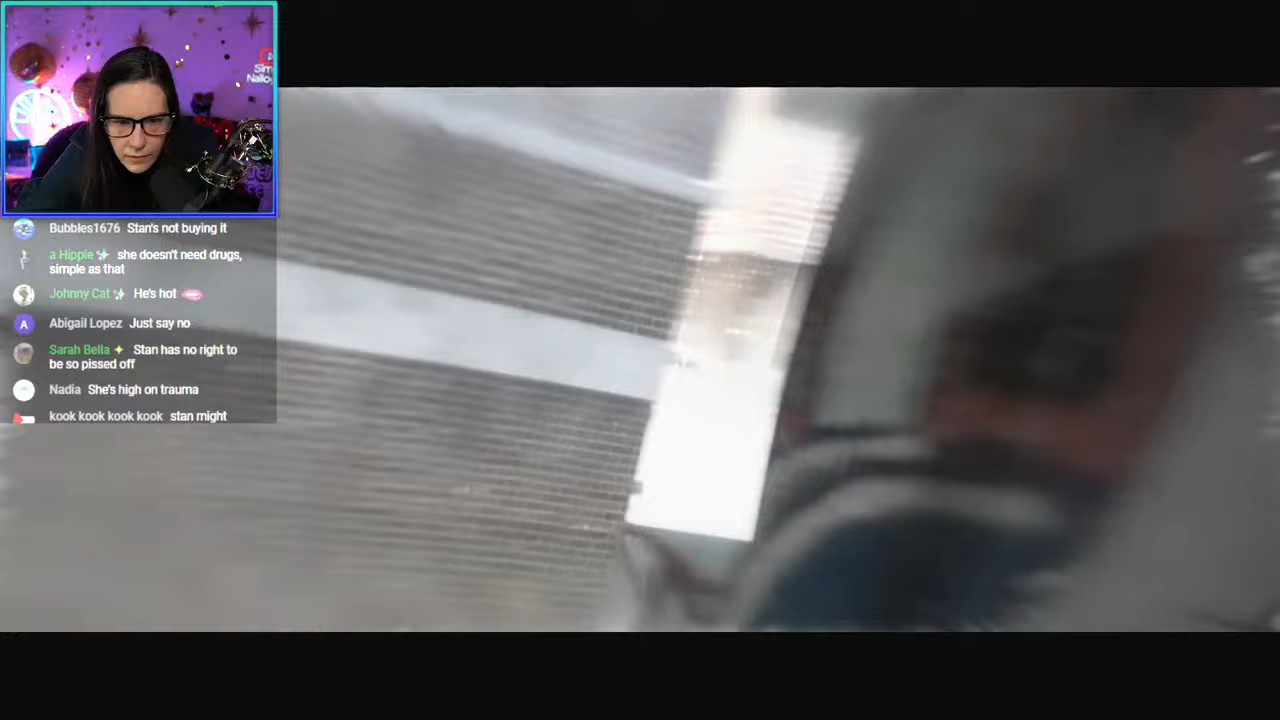 Bubbles1676 Stan's not buying it
a Hippie she doesn't need drugs,
simple as that
Johnny Cat He's hot
A Abigail Lopez Just say no
Sarah Bella Stan has no right to
be so pissed off
Nadia She's high on trauma
kook kook kook kook stan might